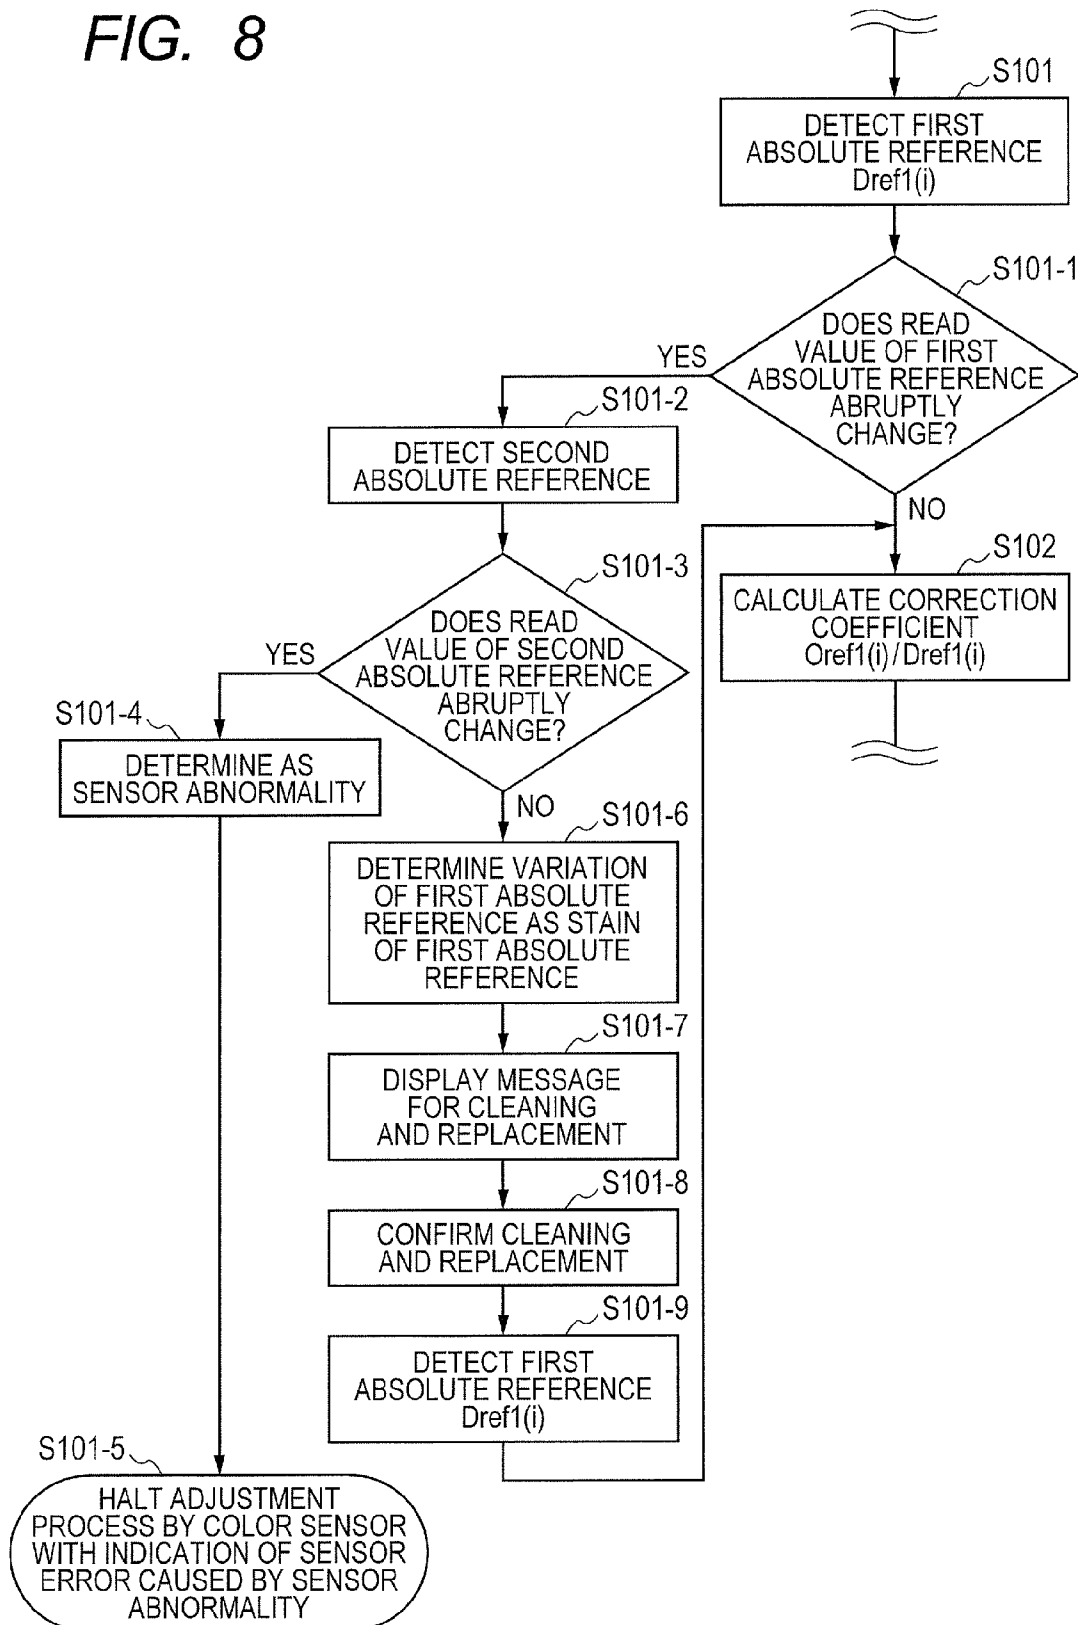 FIG. 8
S101
DETECT FIRST
ABSOLUTE REFERENCE
Dref1(i)
S101-1
DOES READ
VALUE OF FIRST
ABSOLUTE REFERENCE
ABRUPTLY
CHANGE?
YES
NO
S101-2
DETECT SECOND
ABSOLUTE REFERENCE
S101-3
DOES READ
VALUE OF SECOND
ABSOLUTE REFERENCE
ABRUPTLY
CHANGE?
YES
NO
S102
CALCULATE CORRECTION
COEFFICIENT
Oref1(i)/Dref1(i)
S101-4
DETERMINE AS
SENSOR ABNORMALITY
S101-6
DETERMINE VARIATION
OF FIRST ABSOLUTE
REFERENCE AS STAIN
OF FIRST ABSOLUTE
REFERENCE
S101-7
DISPLAY MESSAGE
FOR CLEANING
AND REPLACEMENT
S101-8
CONFIRM CLEANING
AND REPLACEMENT
S101-9
DETECT FIRST
ABSOLUTE REFERENCE
Dref1(i)
S101-5
HALT ADJUSTMENT
PROCESS BY COLOR SENSOR
WITH INDICATION OF SENSOR
ERROR CAUSED BY SENSOR
ABNORMALITY